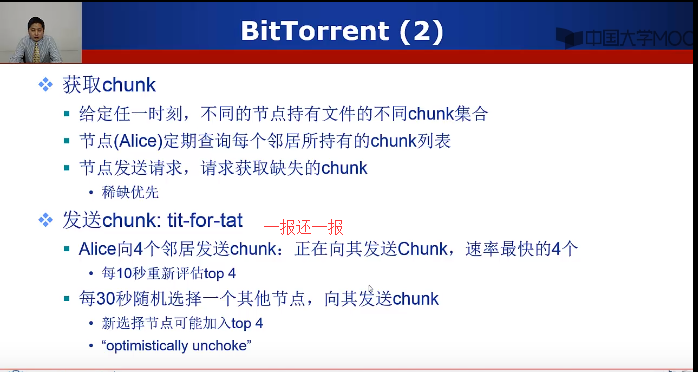 BitTorrent (2)
中国大学MOO
获取chunk
给定任一时刻，不同的节点持有文件的不同chunk集合
节点(Alice)定期查询每个邻居所持有的chunk列表
节点发送请求，请求获取缺失的chunk
稀缺优先
发送chunk: tit-for-tat
一报还一报
Alice向4个邻居发送chunk：正在向其发送Chunk，速率最快的4个
每10秒重新评估top 4
每30秒随机选择一个其他节点，向其发送chunk
新选择节点可能加入top 4
“optimistically unchoke”